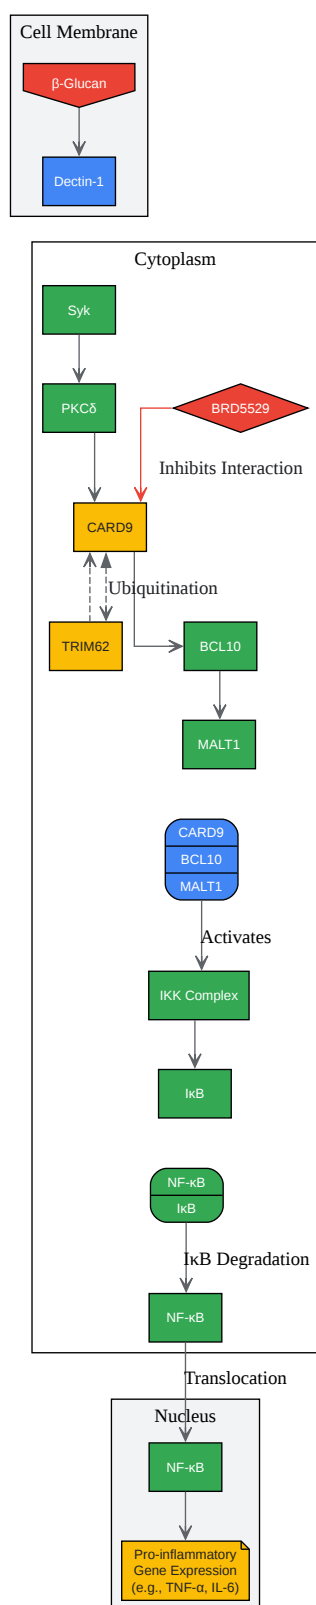 Cell Membrane
β-Glucan
Dectin-1
Cytoplasm
Syk
PKCδ
BRD5529
Inhibits Interaction
CARD9
Ubiquitination
TRIM62
BCL10
MALT1
CARD9
BCL10
MALT1
Activates
IKK Complex
IκB
NF-κB
IκB
IκB Degradation
NF-κB
Translocation
Nucleus
NF-κB
Pro-inflammatory
Gene Expression
(e.g., TNF-α, IL-6)